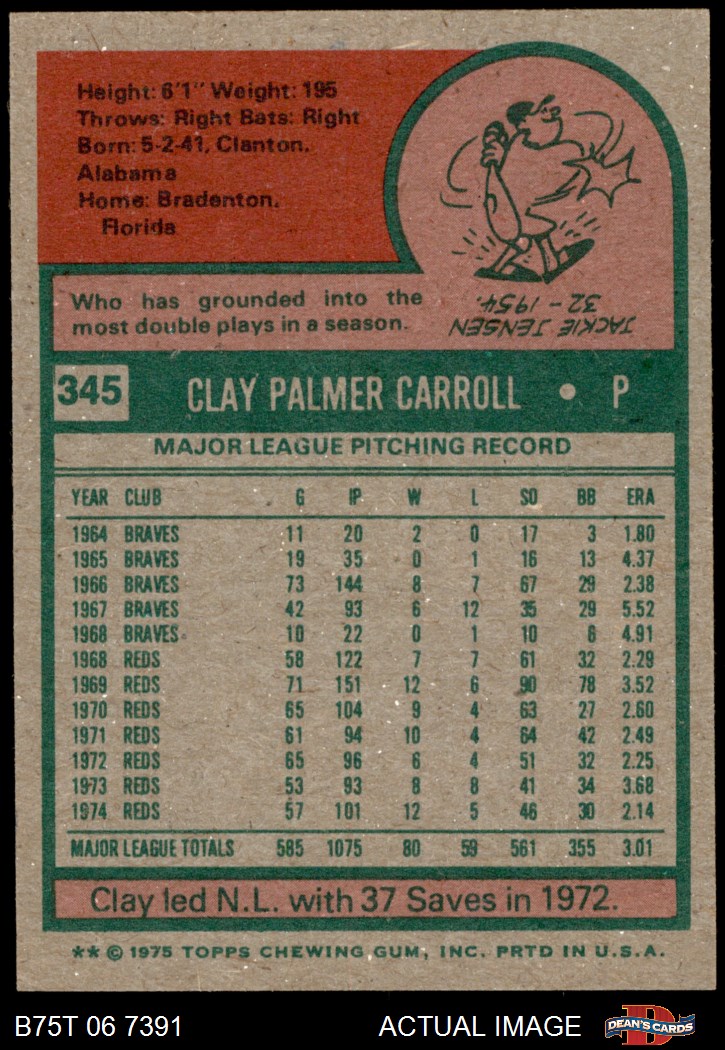 Height: 6'1" Weight: 195
Throws: Right Bats: Right
Born: 5-2-41, Clanton,
Alabama
Home: Bradenton,
Florida
Who has grounded into the
most double plays in a season.
JACKIE JENSEN
32 - 1954.
345 CLAY PALMER CARROLL • P
MAJOR LEAGUE PITCHING RECORD
YEAR CLUB G IP W L SO BB ERA
1964 BRAVES 11 20 2 0 17 3 1.80
1965 BRAVES 19 35 0 1 16 13 4.37
1966 BRAVES 73 144 8 7 67 29 2.38
1967 BRAVES 42 93 6 12 35 29 5.52
1968 BRAVES 10 22 0 1 10 6 4.91
1968 REDS 58 122 7 7 61 32 2.29
1969 REDS 71 151 12 6 90 78 3.52
1970 REDS 65 104 9 4 63 27 2.60
1971 REDS 61 94 10 4 64 42 2.49
1972 REDS 65 96 6 4 51 32 2.25
1973 REDS 53 93 8 8 41 34 3.68
1974 REDS 57 101 12 5 46 30 2.14
MAJOR LEAGUE TOTALS 585 1075 80 59 561 355 3.01
Clay led N.L. with 37 Saves in 1972.
** © 1975 TOPPS CHEWING GUM, INC. PRTD IN U.S.A.
B75T 06 7391 ACTUAL IMAGE D DEAN'S CARDS